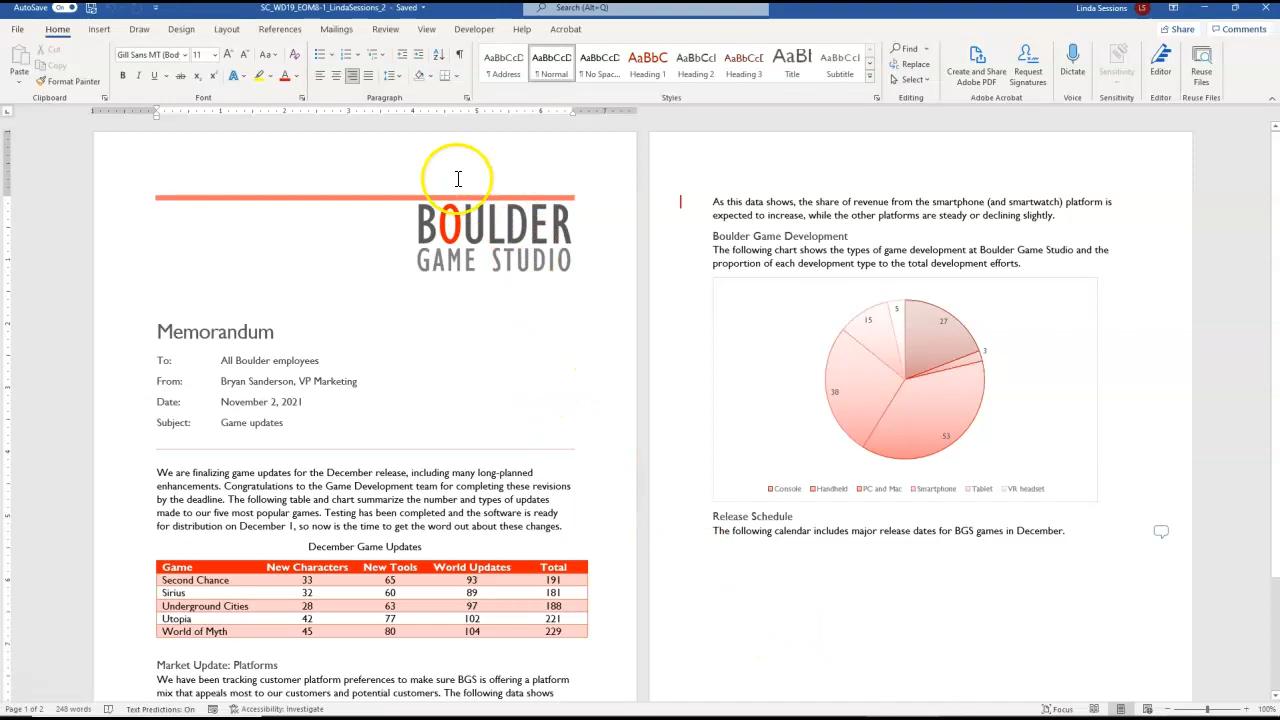 AutoSave On SC_WD19_EOM8-1_LindaSessions_2 - Saved Search (Alt+Q) Linda Sessions LS
File Home Insert Draw Design Layout References Mailings Review View Developer Help Acrobat Share Comments
Paste Cut Copy Format Painter
Gill Sans MT (Bod 11
AaBbCcD AaBbCcD AaBbCcD AaBbC AaBbCcI AaBbCcI AaBl AaBbCcI
¶ Address ¶ Normal ¶ No Spac... Heading 1 Heading 2 Heading 3 Title Subtitle
Find Replace Select
Create and Share Adobe PDF Request Signatures Dictate Sensitivity Editor Reuse Files
Clipboard Font Paragraph Styles Editing Adobe Acrobat Voice Sensitivity Editor Reuse Files
BOULDER
GAME STUDIO
Memorandum
To: All Boulder employees
From: Bryan Sanderson, VP Marketing
Date: November 2, 2021
Subject: Game updates
We are finalizing game updates for the December release, including many long-planned
enhancements. Congratulations to the Game Development team for completing these revisions
by the deadline. The following table and chart summarize the number and types of updates
made to our five most popular games. Testing has been completed and the software is ready
for distribution on December 1, so now is the time to get the word out about these changes.
December Game Updates
Game New Characters New Tools World Updates Total
Second Chance 33 65 93 191
Sirius 32 60 89 181
Underground Cities 28 63 97 188
Utopia 42 77 102 221
World of Myth 45 80 104 229
Market Update: Platforms
We have been tracking customer platform preferences to make sure BGS is offering a platform
mix that appeals most to our customers and potential customers. The following data shows
As this data shows, the share of revenue from the smartphone (and smartwatch) platform is
expected to increase, while the other platforms are steady or declining slightly.
Boulder Game Development
The following chart shows the types of game development at Boulder Game Studio and the
proportion of each development type to the total development efforts.
5
15
27
3
38
53
Console Handheld PC and Mac Smartphone Tablet VR headset
Release Schedule
The following calendar includes major release dates for BGS games in December.
Page 1 of 2 248 words Text Predictions: On Accessibility: Investigate Focus 100%